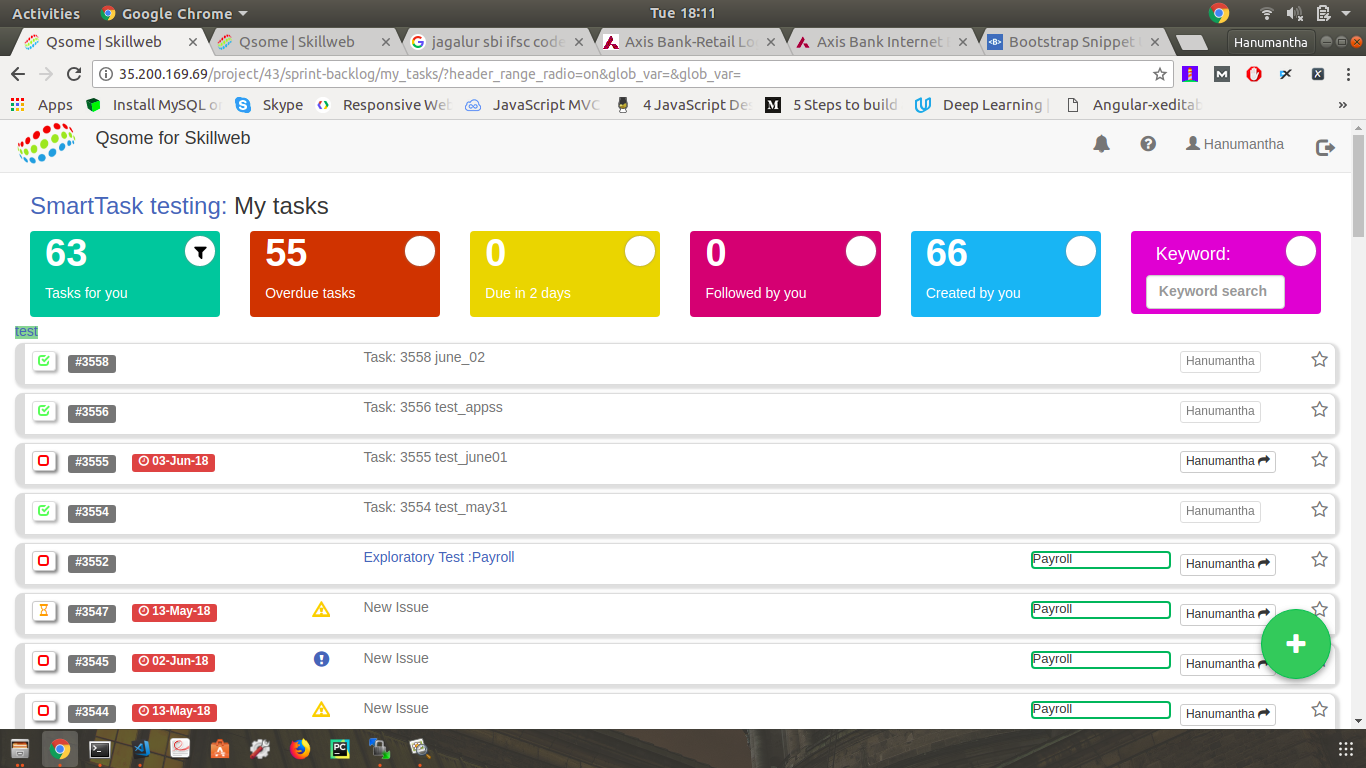 Activities Google Chrome Tue 18:11
Qsome | Skillweb Qsome | Skillweb jagalur sbi ifsc code Axis Bank-Retail Lo Axis Bank Internet Bootstrap Snippet Hanumantha
35.200.169.69/project/43/sprint-backlog/my_tasks/?header_range_radio=on&glob_var=&glob_var=
Apps Install MySQL Skype Responsive Web JavaScript MVC 4 JavaScript Des 5 Steps to build Deep Learning | Angular-xeditab »
Qsome for Skillweb Hanumantha
SmartTask testing: My tasks
63 55 0 0 66 Keyword:
Tasks for you Overdue tasks Due in 2 days Followed by you Created by you Keyword search
test
#3558 Task: 3558 june_02 Hanumantha
#3556 Task: 3556 test_appss Hanumantha
#3555 03-Jun-18 Task: 3555 test_june01 Hanumantha
#3554 Task: 3554 test_may31 Hanumantha
#3552 Exploratory Test :Payroll Payroll Hanumantha
#3547 13-May-18 New Issue Payroll Hanumantha
#3545 02-Jun-18 New Issue Payroll Hanumantha
#3544 13-May-18 New Issue Payroll Hanumantha